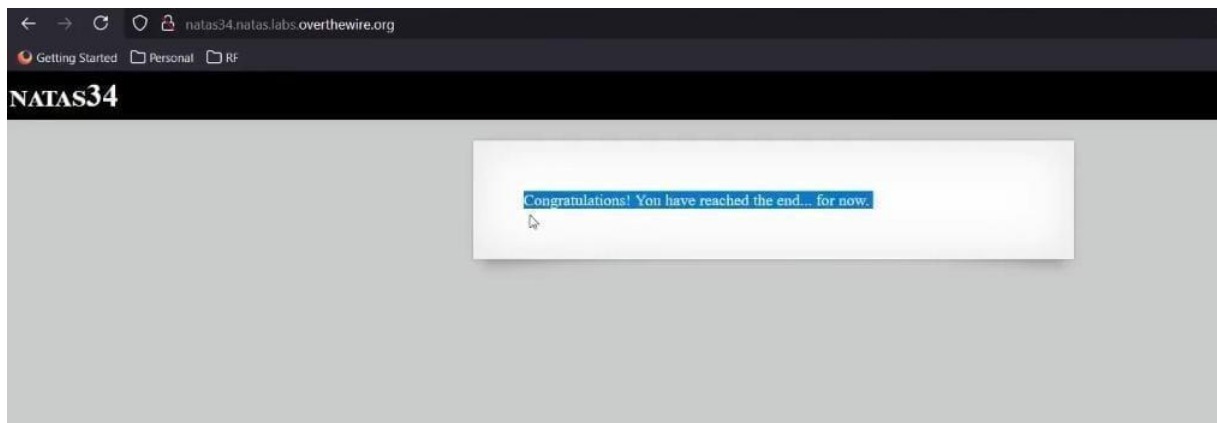 natas34.natas.labs.overthewire.org
Getting Started Personal RF
NATAS34
Congratulations! You have reached the end... for now.